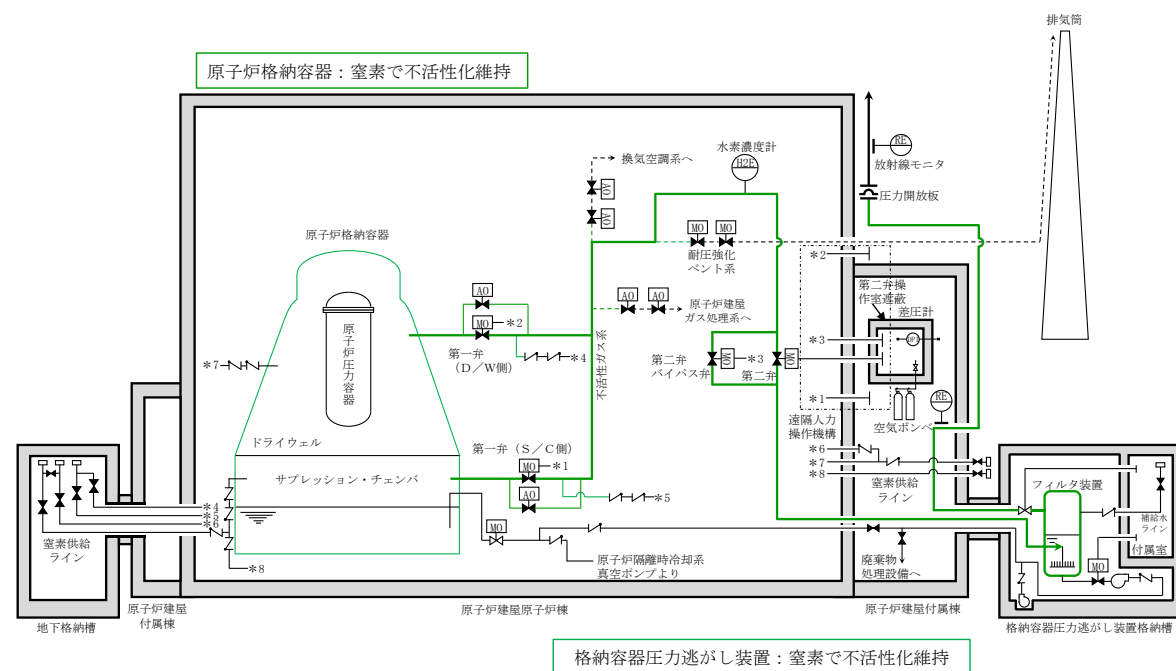 排気筒
原子炉格納容器：窒素で不活性化維持
水素濃度計
H2E
換気空調系へ
AO
AO
RE
放射線モニタ
圧力開放板
原子炉格納容器
MO
MO
耐圧強化
ベント系
＊2
第二弁操
作室遮蔽
差圧計
AO
MO
＊2
AO
AO
原子炉建屋
ガス処理系へ
原子炉圧力容器
第一弁
（D／W側）
＊4
不活性ガス系
第二弁
バイパス弁
MO
＊3
第二弁
MO
＊3
＊7
＊1
RE
空気ボンベ
遠隔人力
操作機構
ドライウェル
第一弁（S／C側）
MO
＊1
＊6
＊7
＊8
窒素供給
ライン
サプレッション・チェンバ
AO
＊5
フィルタ装置
補給水
ライン
付属室
＊4
＊5
＊6
窒素供給
ライン
MO
＊8
原子炉隔離時冷却系
真空ポンプより
廃棄物
処理設備へ
MO
原子炉建屋
付属棟
原子炉建屋原子炉棟
原子炉建屋付属棟
地下格納槽
格納容器圧力逃がし装置格納槽
格納容器圧力逃がし装置：窒素で不活性化維持